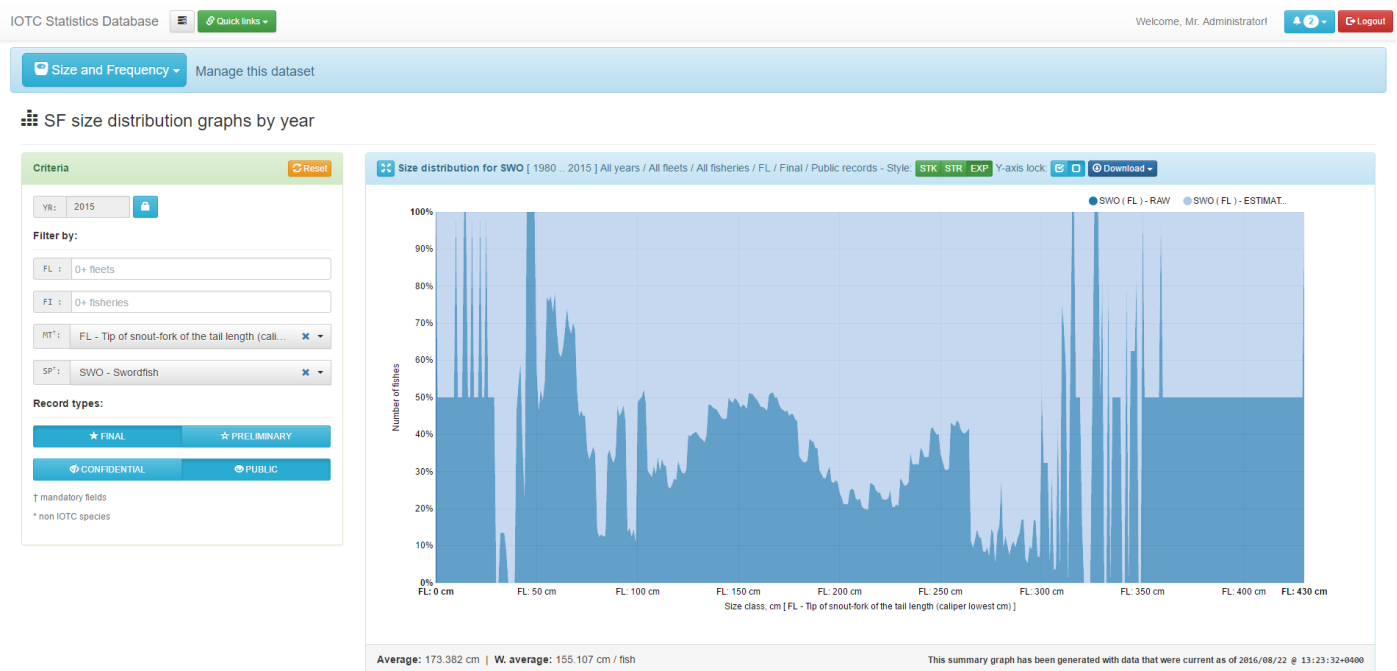 IOTC Statistics Database Quick links Welcome, Mr. Administrator! 2 Logout
Size and Frequency Manage this dataset
SF size distribution graphs by year
Criteria Reset
YR: 2015
Filter by:
FL : 0+ fleets
FI : 0+ fisheries
MT†: FL - Tip of snout-fork of the tail length (cali...
SP†: SWO - Swordfish
Record types:
FINAL PRELIMINARY
CONFIDENTIAL PUBLIC
† mandatory fields
* non IOTC species
Size distribution for SWO [ 1980 .. 2015 ] All years / All fleets / All fisheries / FL / Final / Public records - Style: STK STR EXP Y-axis lock: Download
SWO ( FL ) - RAW SWO ( FL ) - ESTIMAT...
100%
90%
80%
70%
60%
50%
40%
30%
20%
10%
0%
Number of fishes
FL: 0 cm FL: 50 cm FL: 100 cm FL: 150 cm FL: 200 cm FL: 250 cm FL: 300 cm FL: 350 cm FL: 400 cm FL: 430 cm
Size class, cm [ FL - Tip of snout-fork of the tail length (caliper lowest cm) ]
Average: 173.382 cm | W. average: 155.107 cm / fish
This summary graph has been generated with data that were current as of 2016/08/22 @ 13:23:32+0400